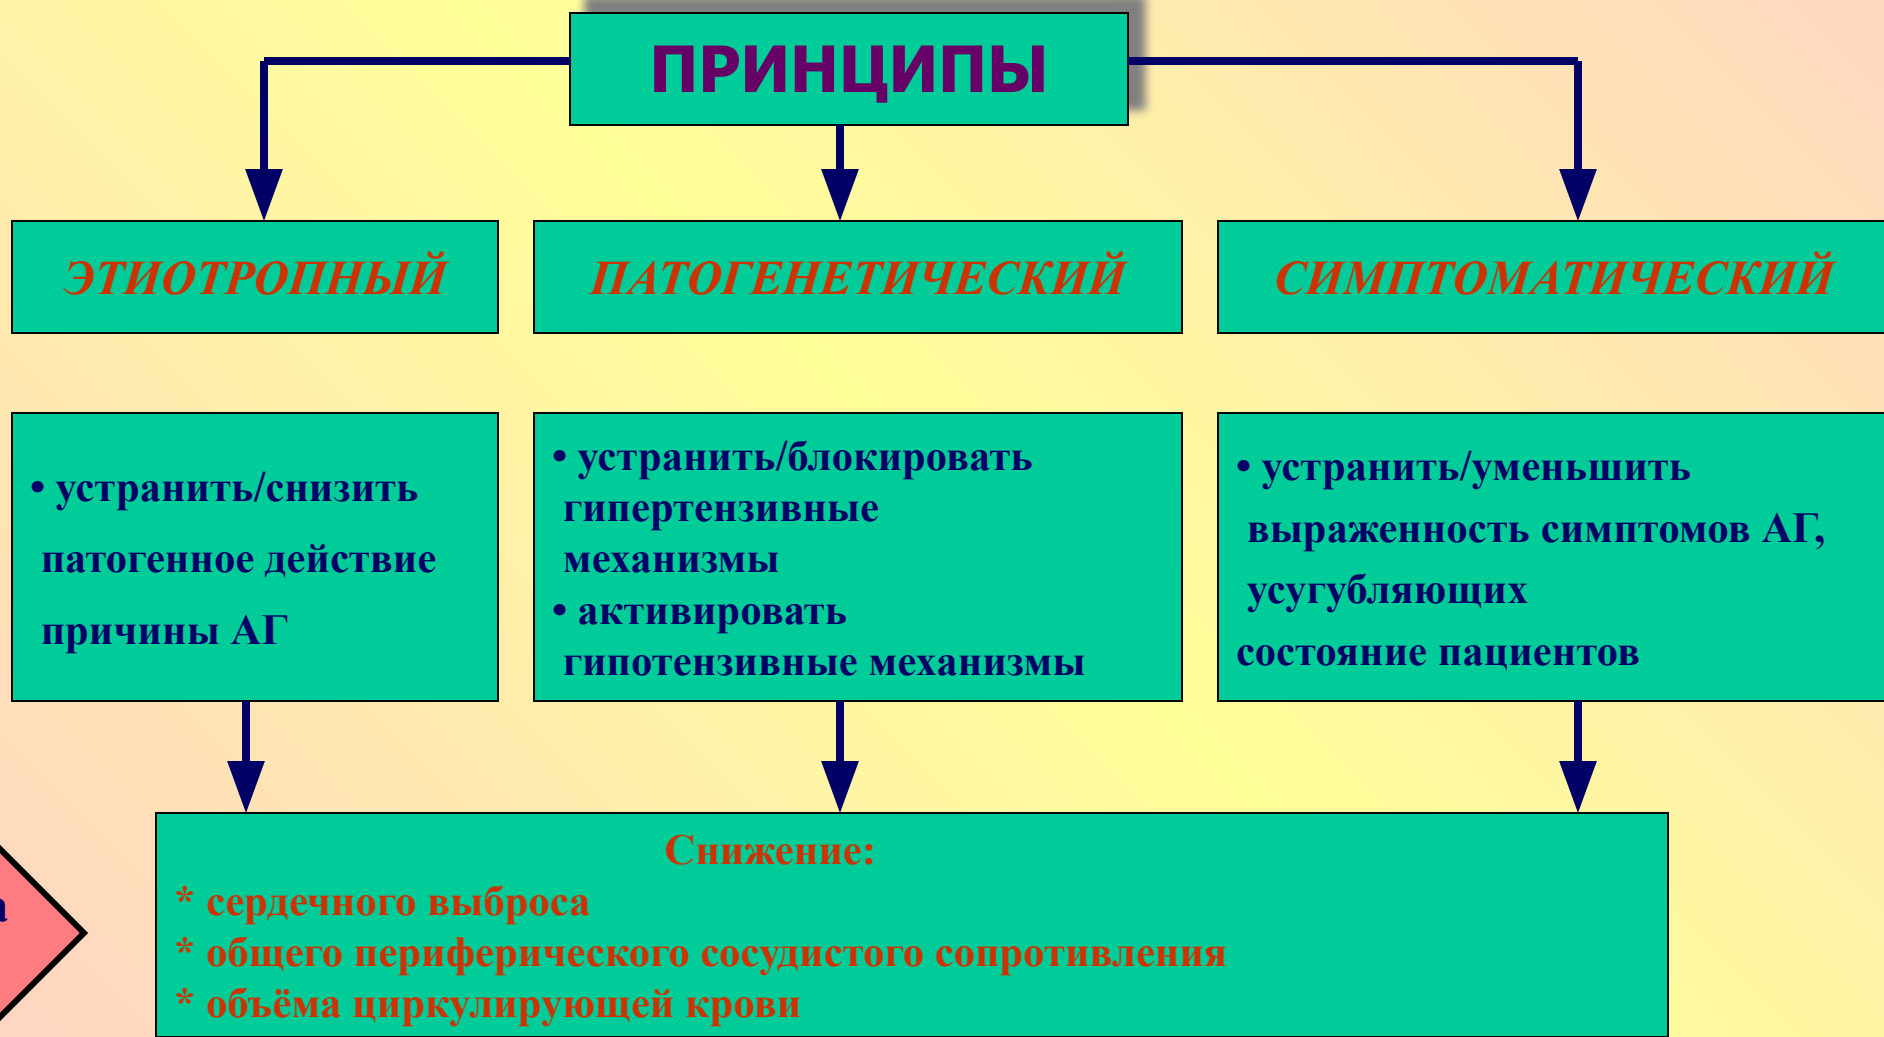 ПРИНЦИПЫ
ЭТИОТРОПНЫЙ
ПАТОГЕНЕТИЧЕСКИЙ
СИМПТОМАТИЧЕСКИЙ
• устранить/снизить
патогенное действие
причины АГ
• устранить/блокировать
гипертензивные
механизмы
• активировать
гипотензивные механизмы
• устранить/уменьшить
выраженность симптомов АГ,
усугубляющих
состояние пациентов
Снижение:
* сердечного выброса
* общего периферического сосудистого сопротивления
* объёма циркулирующей крови